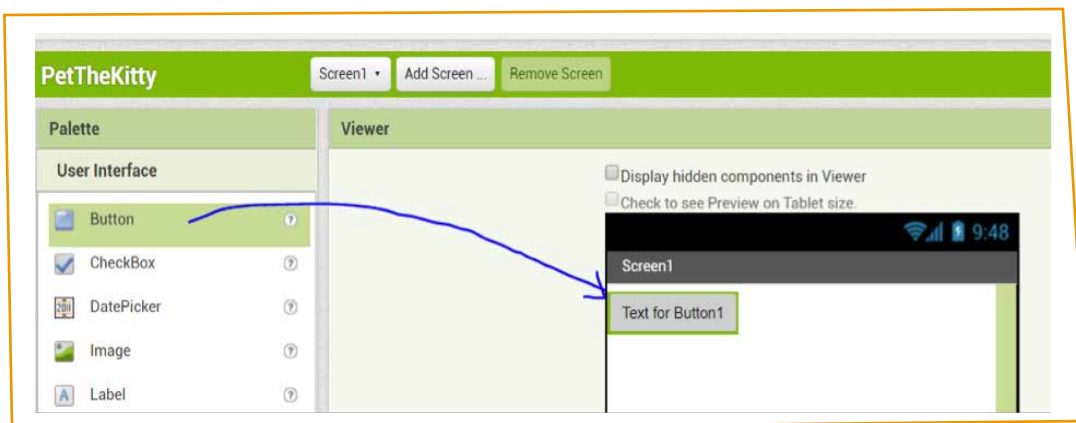 PetTheKitty
Screen1 Add Screen ... Remove Screen
Palette
Viewer
User Interface
Display hidden components in Viewer
Button ?
Check to see Preview on Tablet size.
9:48
CheckBox ?
Screen1
DatePicker ?
Text for Button1
Image ?
A Label ?